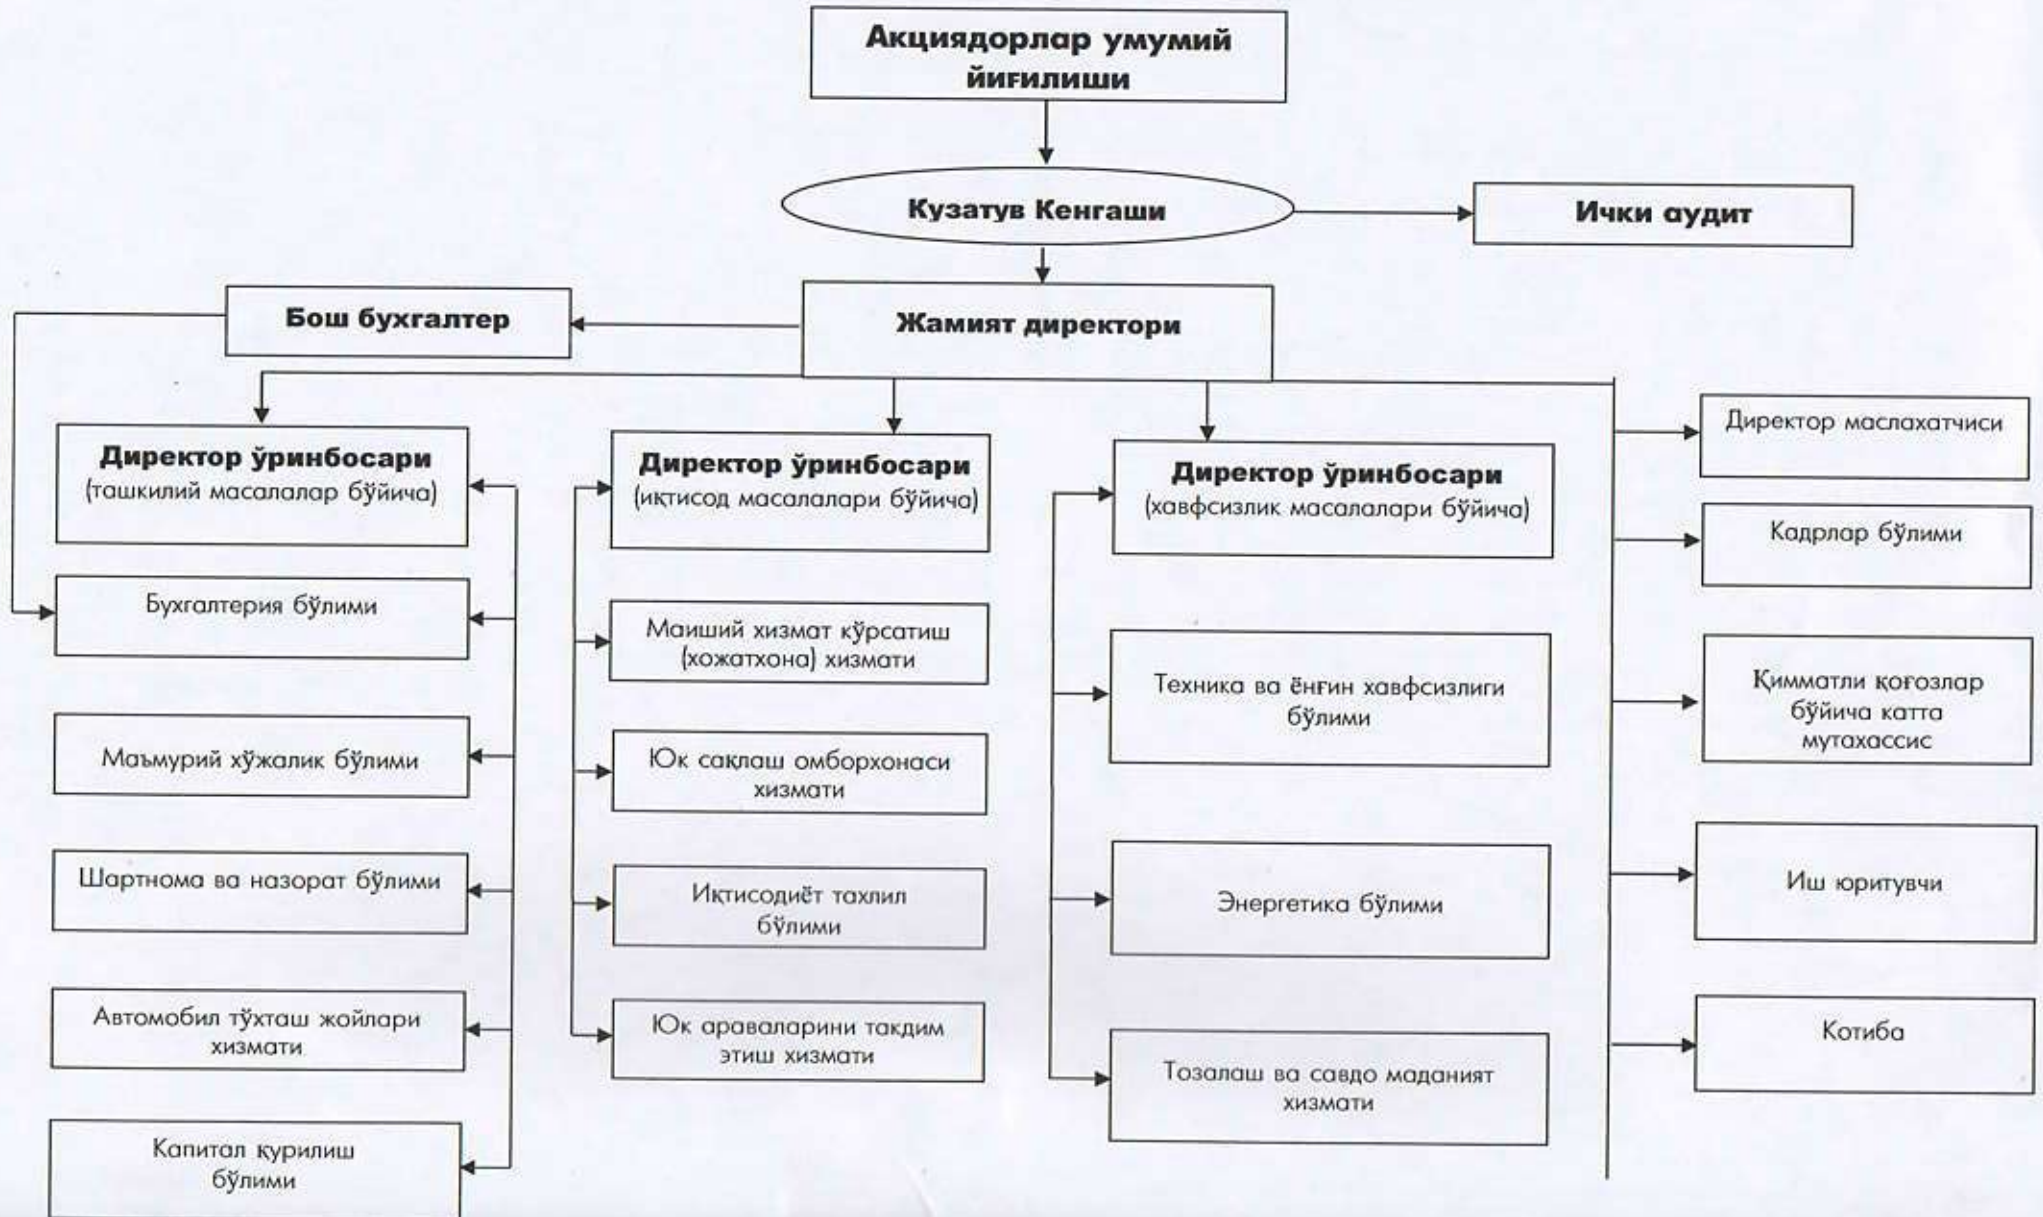 Акциядорлар умумий
йиғилиши
Кузатув Кенгаши
Ички аудит
Бош бухгалтер
Жамият директори
Директор ўринбосари
(ташкилий масалалар бўйича)
Бухгалтерия бўлими
Маъмурий хўжалик бўлими
Шартнома ва назорат бўлими
Автомобил тўхташ жойлари
хизмати
Капитал қурилиш
бўлими
Директор ўринбосари
(иқтисод масалалари бўйича)
Маиший хизмат кўрсатиш
(хожатхона) хизмати
Юк сақлаш омборхонаси
хизмати
Иқтисодиёт тахлил
бўлими
Юк араваларини такдим
этиш хизмати
Директор ўринбосари
(хавфсизлик масалалари бўйича)
Техника ва ёнғин хавфсизлиги
бўлими
Энергетика бўлими
Тозалаш ва савдо маданият
хизмати
Директор маслахатчиси
Кадрлар бўлими
Қимматли қоғозлар
бўйича катта
мутахассис
Иш юритувчи
Котиба